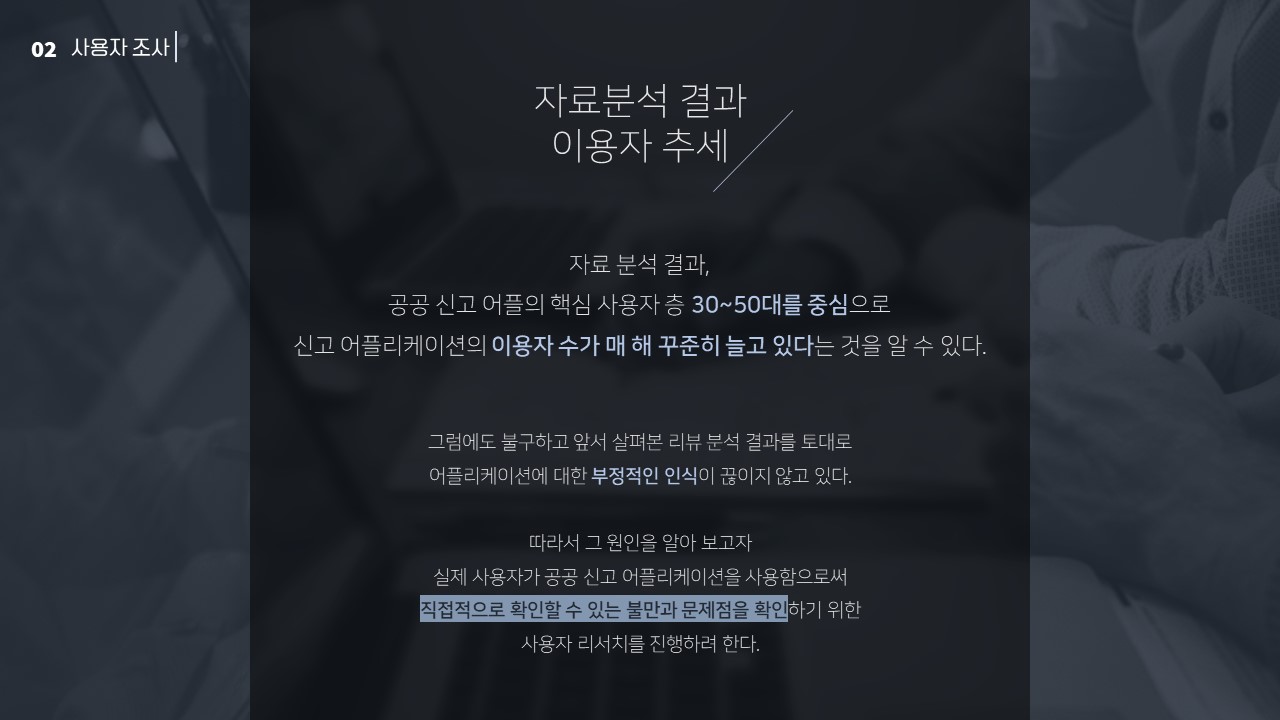 02 사용자 조사
자료분석 결과
이용자 추세
자료 분석 결과,
공공 신고 어플의 핵심 사용자 층 30~50대를 중심으로
신고 어플리케이션의 이용자 수가 매 해 꾸준히 늘고 있다는 것을 알 수 있다.
그럼에도 불구하고 앞서 살펴본 리뷰 분석 결과를 토대로
어플리케이션에 대한 부정적인 인식이 끊이지 않고 있다.
따라서 그 원인을 알아 보고자
실제 사용자가 공공 신고 어플리케이션을 사용함으로써
직접적으로 확인할 수 있는 불만과 문제점을 확인하기 위한
사용자 리서치를 진행하려 한다.